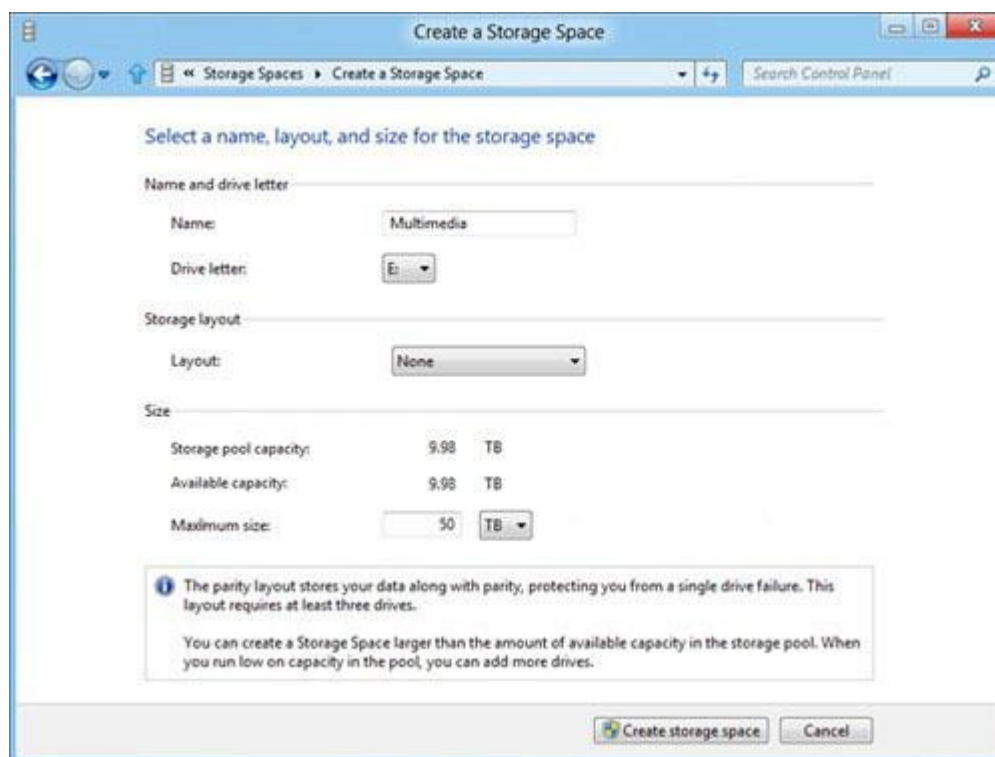 Create a Storage Space
« Storage Spaces ▸ Create a Storage Space
Search Control Panel
Select a name, layout, and size for the storage space
Name and drive letter
Name: Multimedia
Drive letter: E:
Storage layout
Layout: None
Size
Storage pool capacity: 9.98 TB
Available capacity: 9.98 TB
Maximum size: 50 TB
The parity layout stores your data along with parity, protecting you from a single drive failure. This
layout requires at least three drives.
You can create a Storage Space larger than the amount of available capacity in the storage pool. When
you run low on capacity in the pool, you can add more drives.
Create storage space Cancel